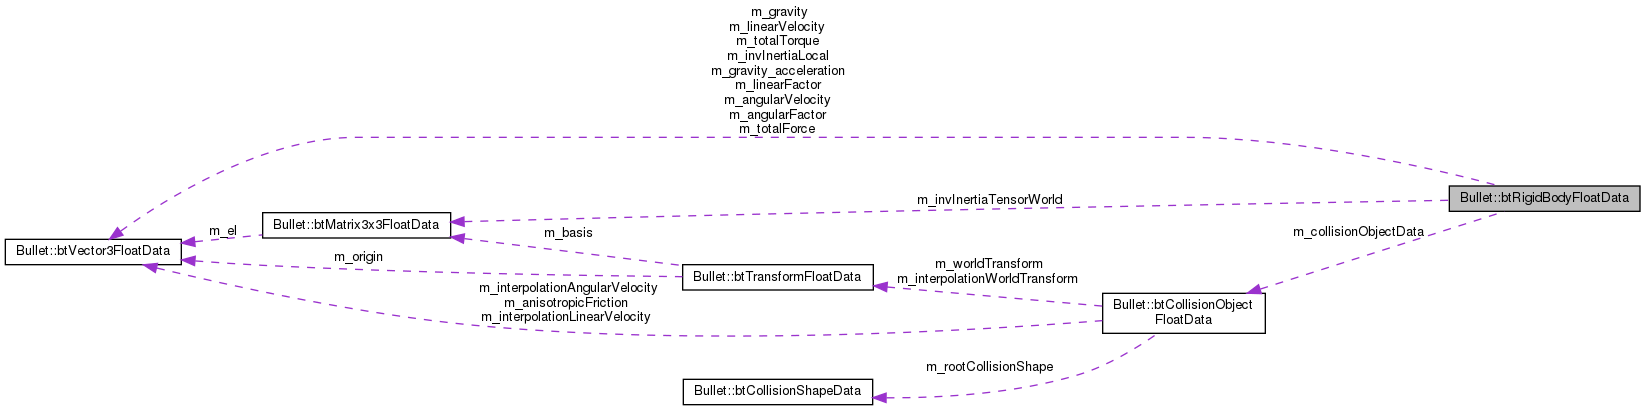 m_gravity
m_linearVelocity
m_totalTorque
m_invInertiaLocal
m_gravity_acceleration
m_linearFactor
m_angularVelocity
m_angularFactor
m_totalForce
Bullet::btRigidBodyFloatData
m_invInertiaTensorWorld
Bullet::btMatrix3x3FloatData
m_el
m_basis
m_collisionObjectData
Bullet::btVector3FloatData
m_origin
Bullet::btTransformFloatData
m_worldTransform
m_interpolationWorldTransform
m_interpolationAngularVelocity
m_anisotropicFriction
m_interpolationLinearVelocity
Bullet::btCollisionObject
FloatData
m_rootCollisionShape
Bullet::btCollisionShapeData